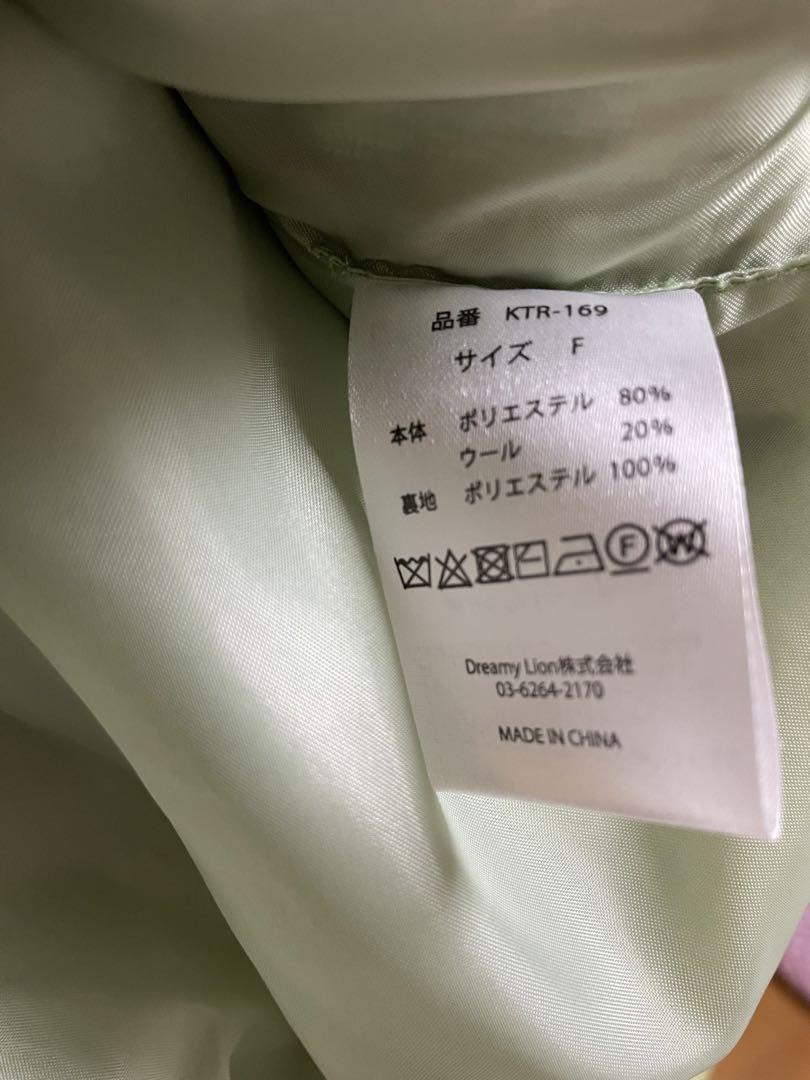 品番 KTR-169
サイズ F
本体 ポリエステル 80%
ウール 20%
裏地 ポリエステル 100%
F W
Dreamy Lion株式会社
03-6264-2170
MADE IN CHINA